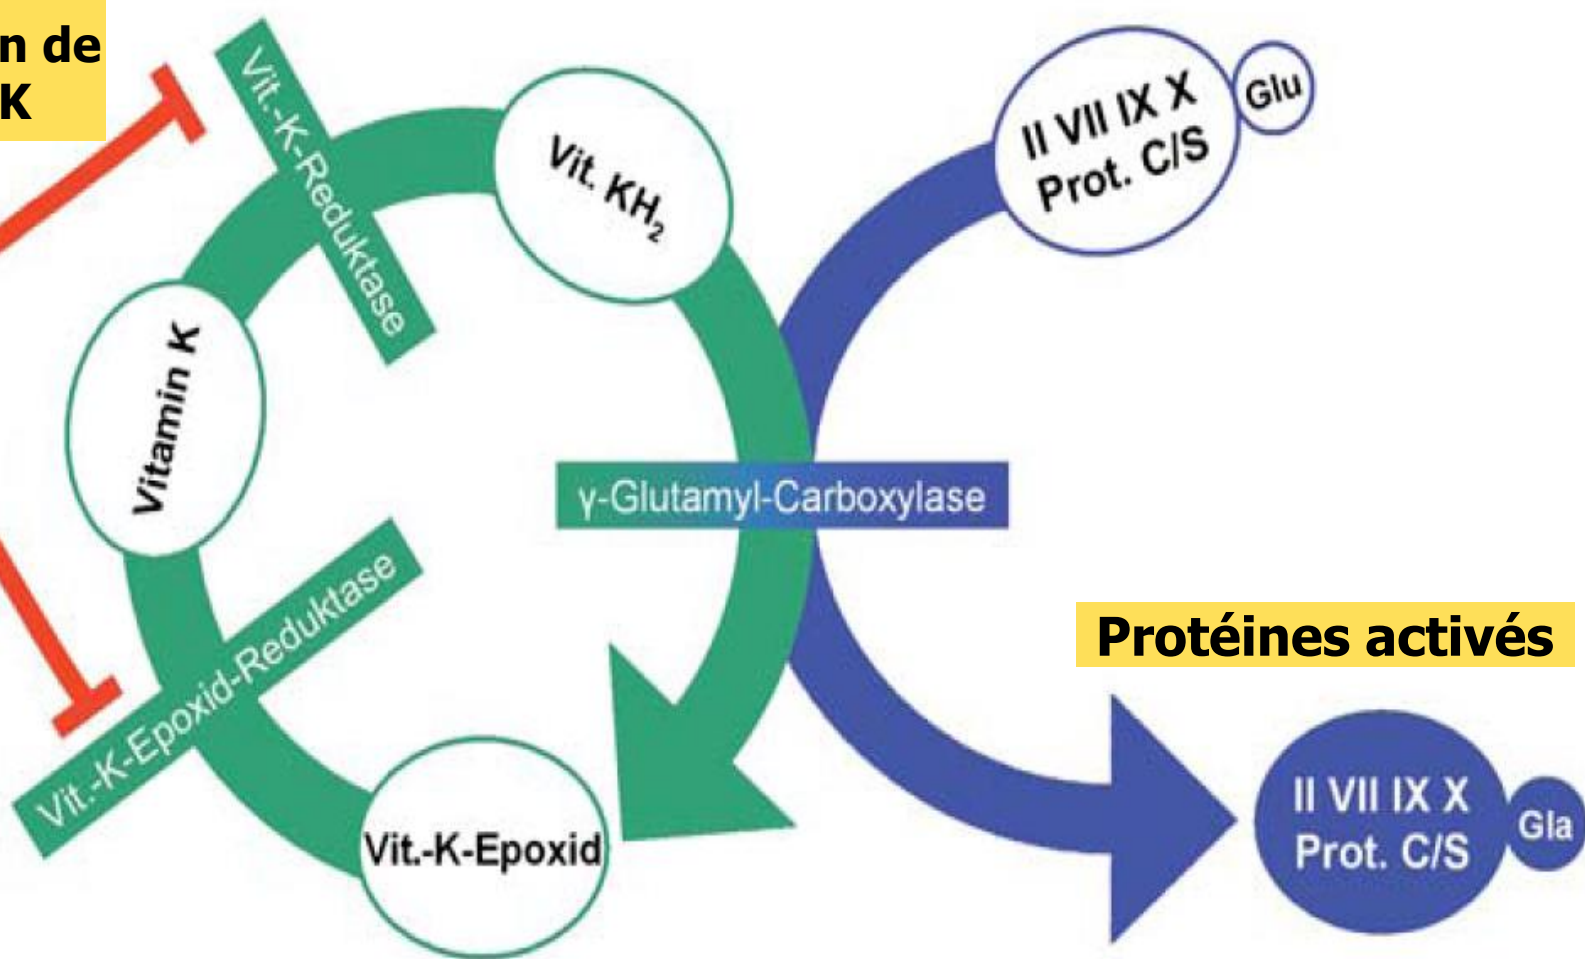 n de
K
Vit.-K-Reduktase
Vit. KH₂
II VII IX X
Prot. C/S
Glu
Vitamin K
γ-Glutamyl-Carboxylase
Vit.-K-Epoxid-Reduktase
Protéines activés
Vit.-K-Epoxid
II VII IX X
Prot. C/S
Gla